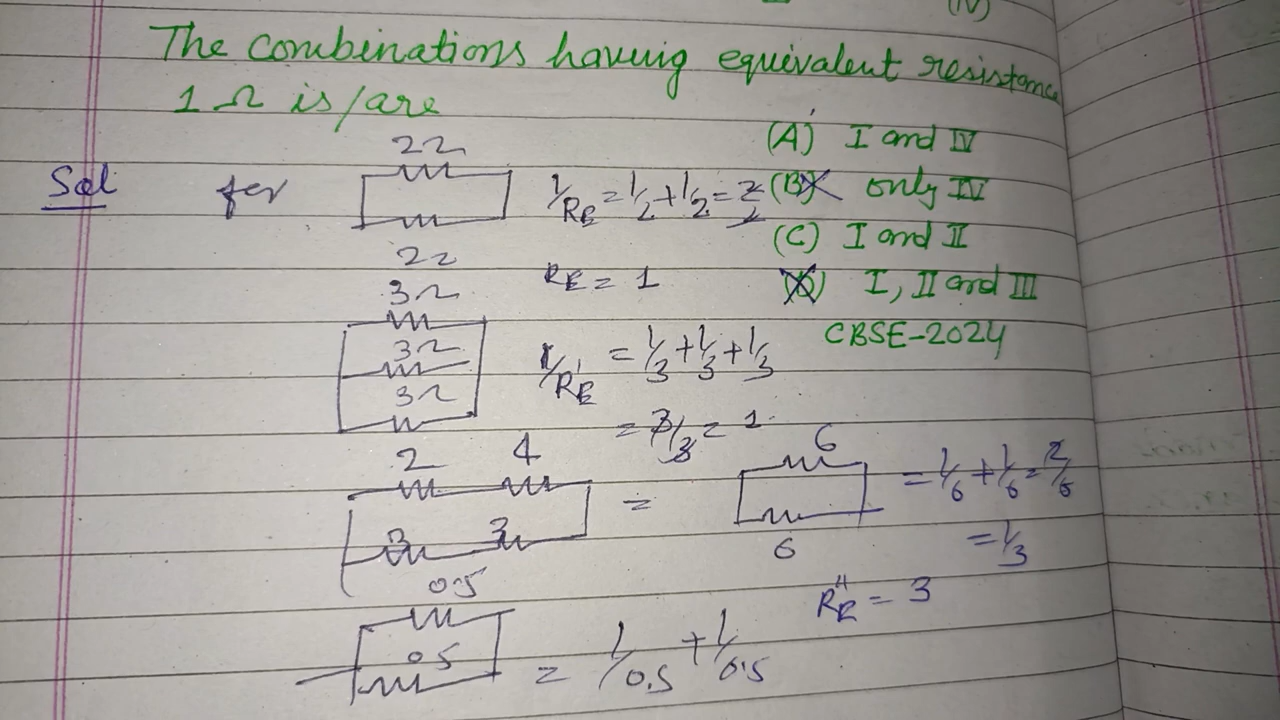 (IV)
The combinations having equivalent resistance
1 Ω is/are
(A) I and IV
(B) only IV
(C) I and II
(D) I, II and III
CBSE-2024
Sol for
2Ω
2Ω
1/RE = 1/2 + 1/2 = 2/2
RE = 1
3Ω
3Ω
3Ω
1/RE' = 1/3 + 1/3 + 1/3
= 3/3 = 1
2 4
3 3
=
6
6
= 1/6 + 1/6 = 2/6
= 1/3
RE'' = 3
0.5
0.5
= 1/0.5 + 1/0.5